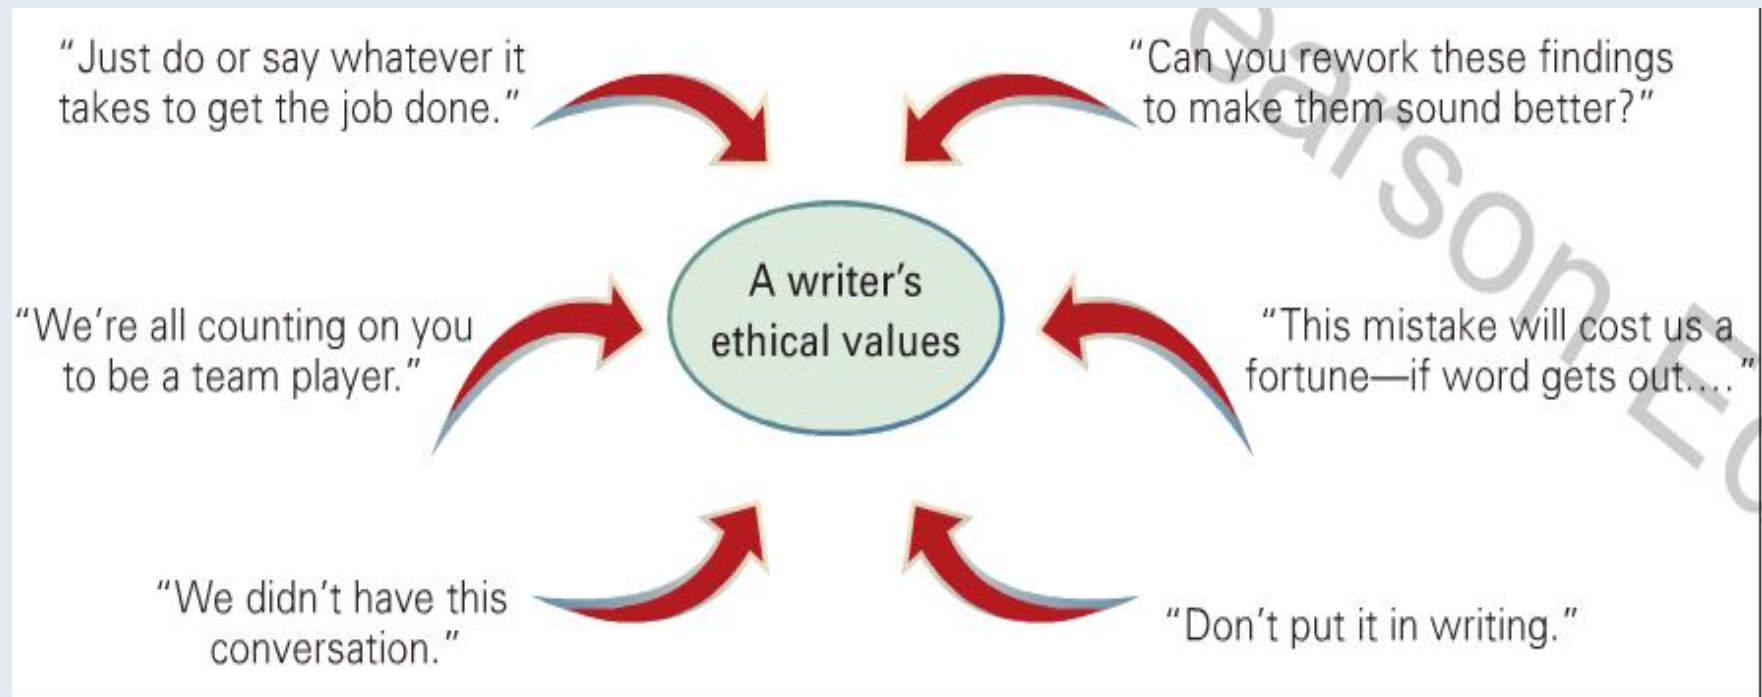 “Just do or say whatever it
takes to get the job done.”
“Can you rework these findings
to make them sound better?”
A writer’s
ethical values
“We’re all counting on you
to be a team player.”
“This mistake will cost us a
fortune—if word gets out....”
“We didn’t have this
conversation.”
“Don’t put it in writing.”
earson Ed